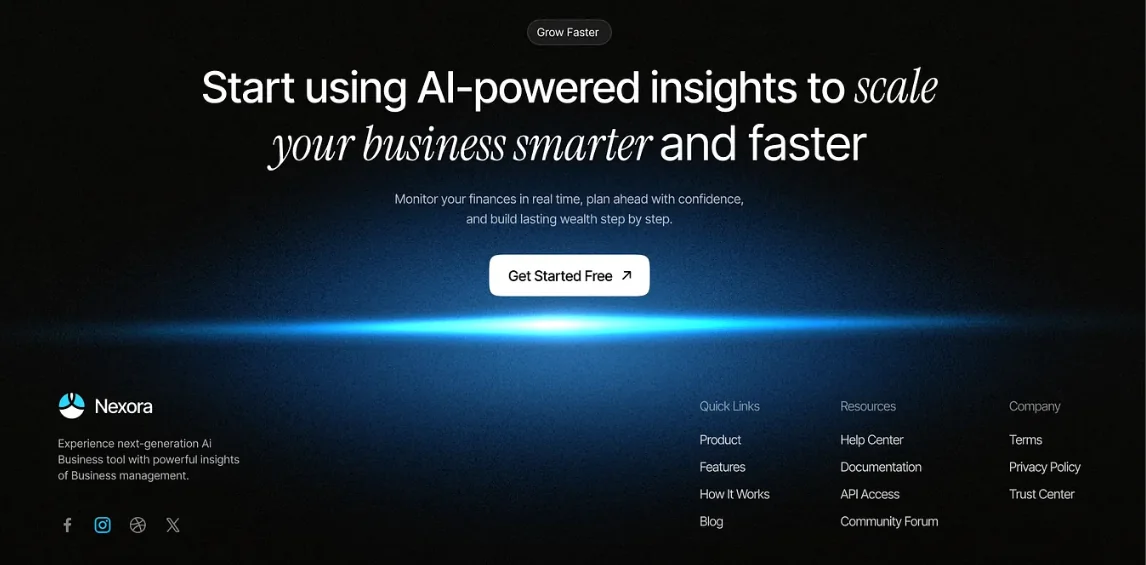 Grow Faster
Start using AI-powered insights to scale
your business smarter and faster
Monitor your finances in real time, plan ahead with confidence,
and build lasting wealth step by step.
Get Started Free
Nexora
Experience next-generation Ai
Business tool with powerful insights
of Business management.
Quick Links
Product
Features
How It Works
Blog
Resources
Help Center
Documentation
API Access
Community Forum
Company
Terms
Privacy Policy
Trust Center